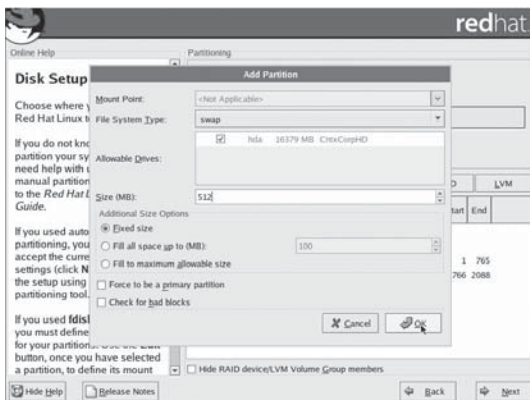 redhat.
Online Help
Partitioning
Disk Setup
Choose where y
Red Hat Linux t
If you do not kno
partition your sy
need help with
manual partition
to the Red Hat L
Guide.
If you used auto
partitioning, you
accept the curre
settings (click N
the setup using
partitioning tool.
If you used fdis
you must define
for your partition
button, once you have selected
a partition, to define its mount
Add Partition
Mount Point:
<Not Applicable>
File System Type:
swap
Allowable Drives:
hda 16379 MB CrexCorpHD
Size (MB):
512
Additional Size Options
Fixed size
Fill all space up to (MB):
100
Fill to maximum allowable size
Force to be a primary partition
Check for bad blocks
Cancel
OK
LVM
tart End
1 765
766 2088
Hide RAID device/LVM Volume Group members
Hide Help
Release Notes
Back
Next